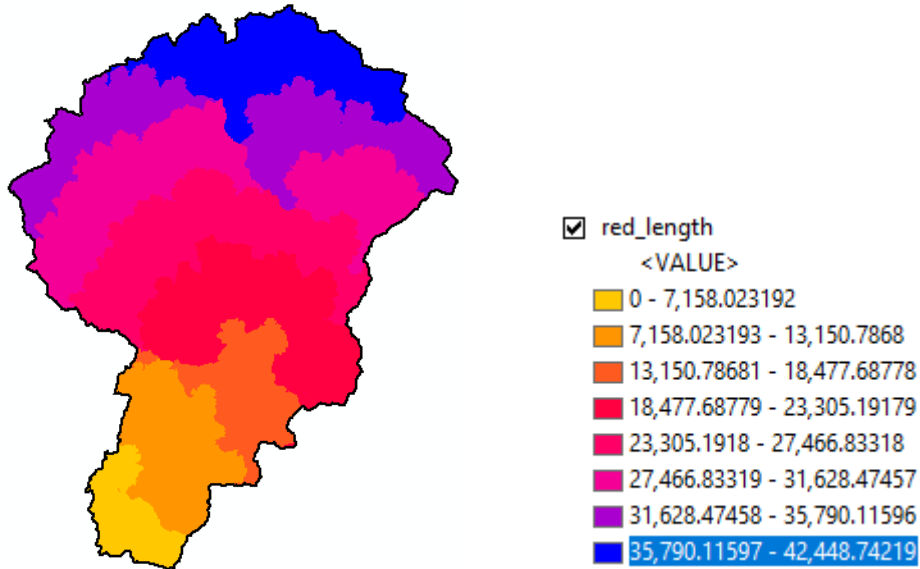 red_length
<VALUE>
0 - 7,158.023192
7,158.023193 - 13,150.7868
13,150.78681 - 18,477.68778
18,477.68779 - 23,305.19179
23,305.1918 - 27,466.83318
27,466.83319 - 31,628.47457
31,628.47458 - 35,790.11596
35,790.11597 - 42,448.74219